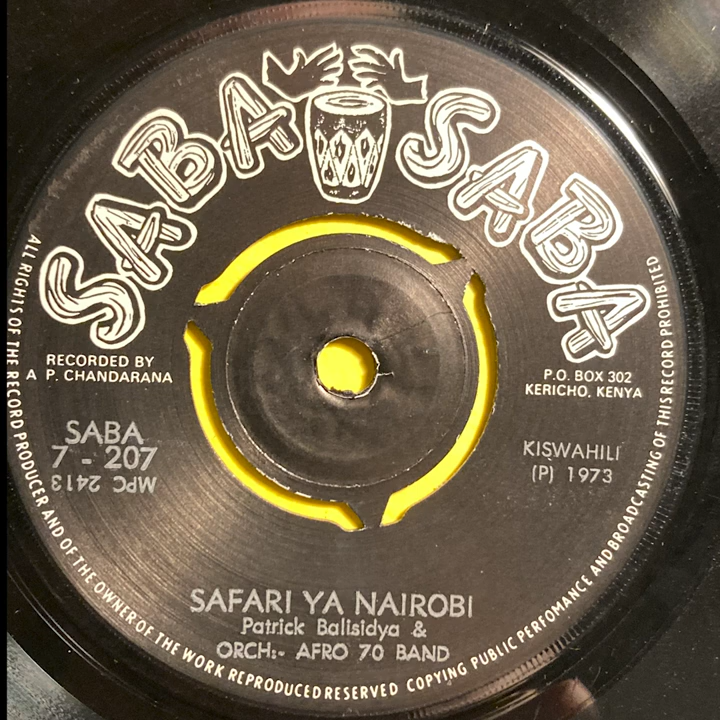 SABA SABA
RECORDED BY
A. P. CHANDARANA
P.O. BOX 302
KERICHO, KENYA
SABA
7 - 207
MPC 2413
KISWAHILI
(P) 1973
SAFARI YA NAIROBI
Patrick Balisidya &
ORCH:- AFRO 70 BAND
ALL RIGHTS OF THE RECORD PRODUCER AND OF THE OWNER OF THE WORK REPRODUCED RESERVED COPYING PUBLIC PERFOMANCE AND BROADCASTING OF THIS RECORD PROHIBITED